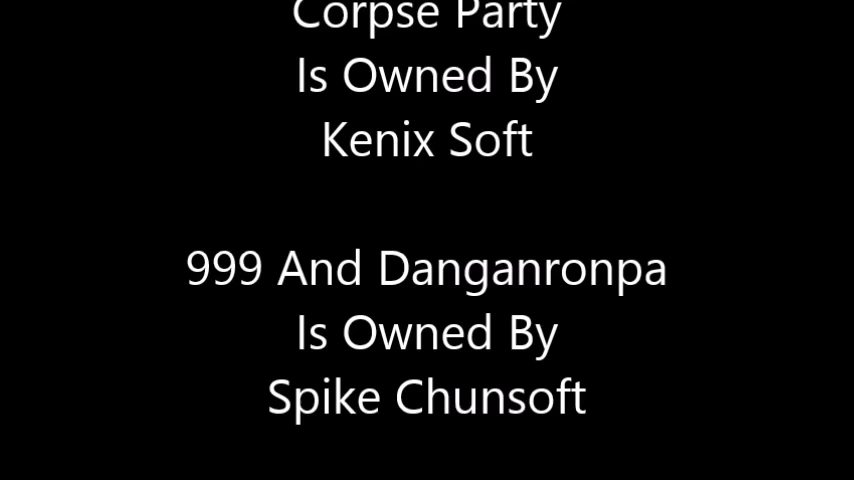 Corpse Party
Is Owned By
Kenix Soft
999 And Danganronpa
Is Owned By
Spike Chunsoft